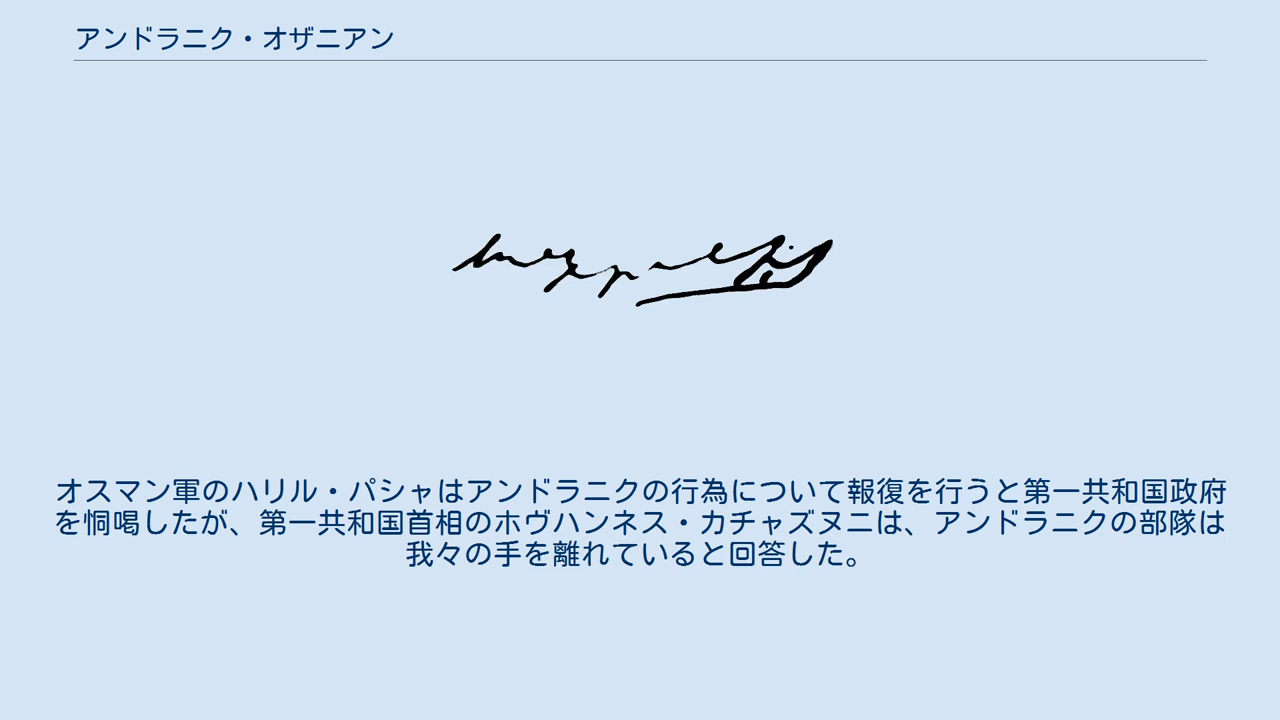 アンドラニク・オザニアン
オスマン軍のハリル・パシャはアンドラニクの行為について報復を行うと第一共和国政府
を恫喝したが、第一共和国首相のホヴハンネス・カチャズヌニは、アンドラニクの部隊は
我々の手を離れていると回答した。